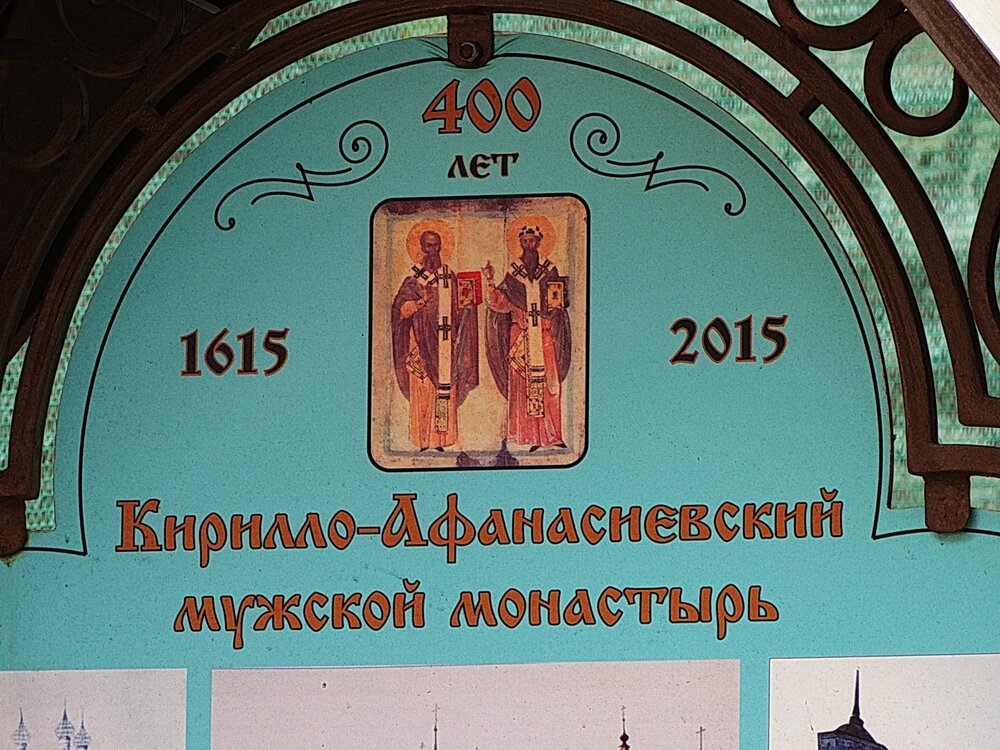 400
лет
1615 2015
Кирилло-Афанасиевский
мужской монастырь